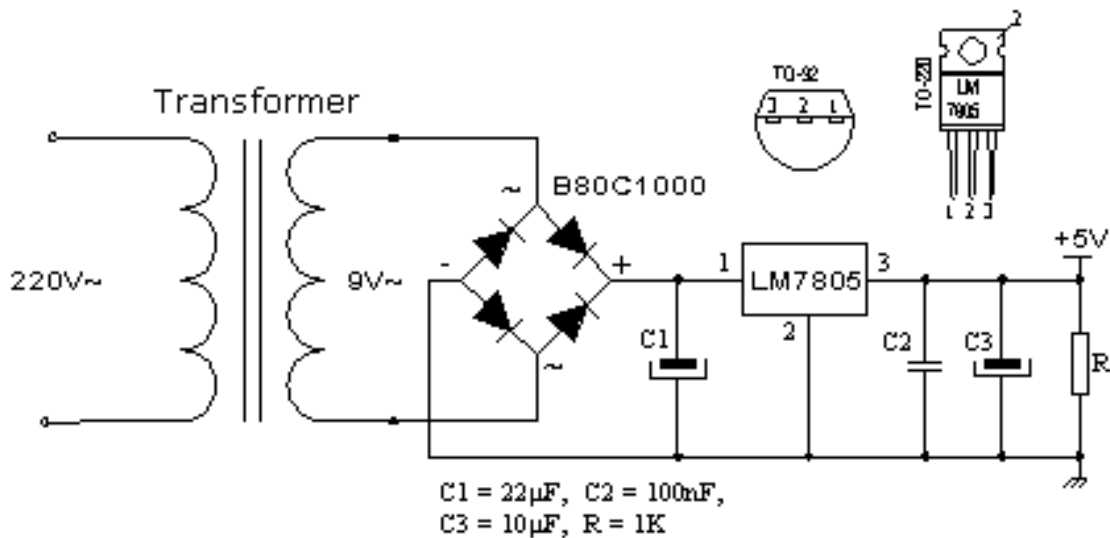 2
TO-92
TO-220
Transformer
3 2 1
LM
7805
B80C1000
~
1 2 3
+5V
220V~
9V~
-
+
1
LM7805
3
2
C1
C2
C3
R
~
C1 = 22µF, C2 = 100nF,
C3 = 10µF, R = 1K